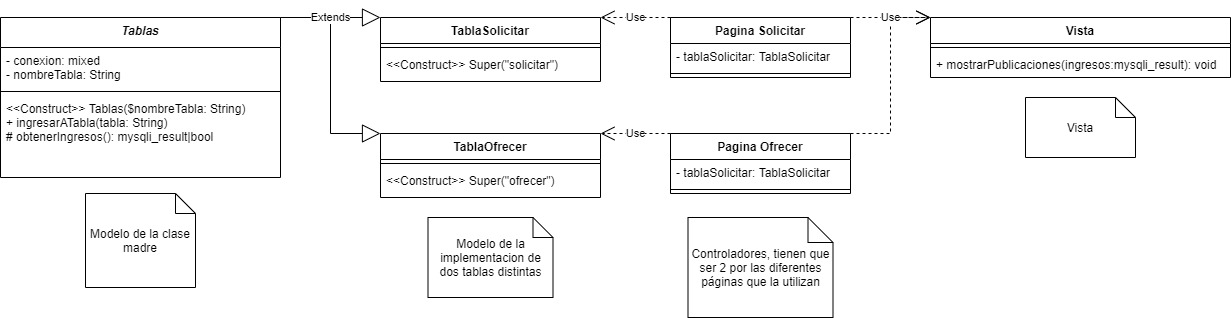 Tablas
- conexion: mixed
- nombreTabla: String
<<Construct>> Tablas($nombreTabla: String)
+ ingresarATabla(tabla: String)
# obtenerIngresos(): mysqli_result|bool
Modelo de la clase
madre
Extends
TablaSolicitar
<<Construct>> Super("solicitar")
TablaOfrecer
<<Construct>> Super("ofrecer")
Modelo de la
implementacion de
dos tablas distintas
Use
Use
Pagina Solicitar
- tablaSolicitar: TablaSolicitar
Pagina Ofrecer
- tablaSolicitar: TablaSolicitar
Controladores, tienen que
ser 2 por las diferentes
páginas que la utilizan
Use
Vista
+ mostrarPublicaciones(ingresos:mysqli_result): void
Vista